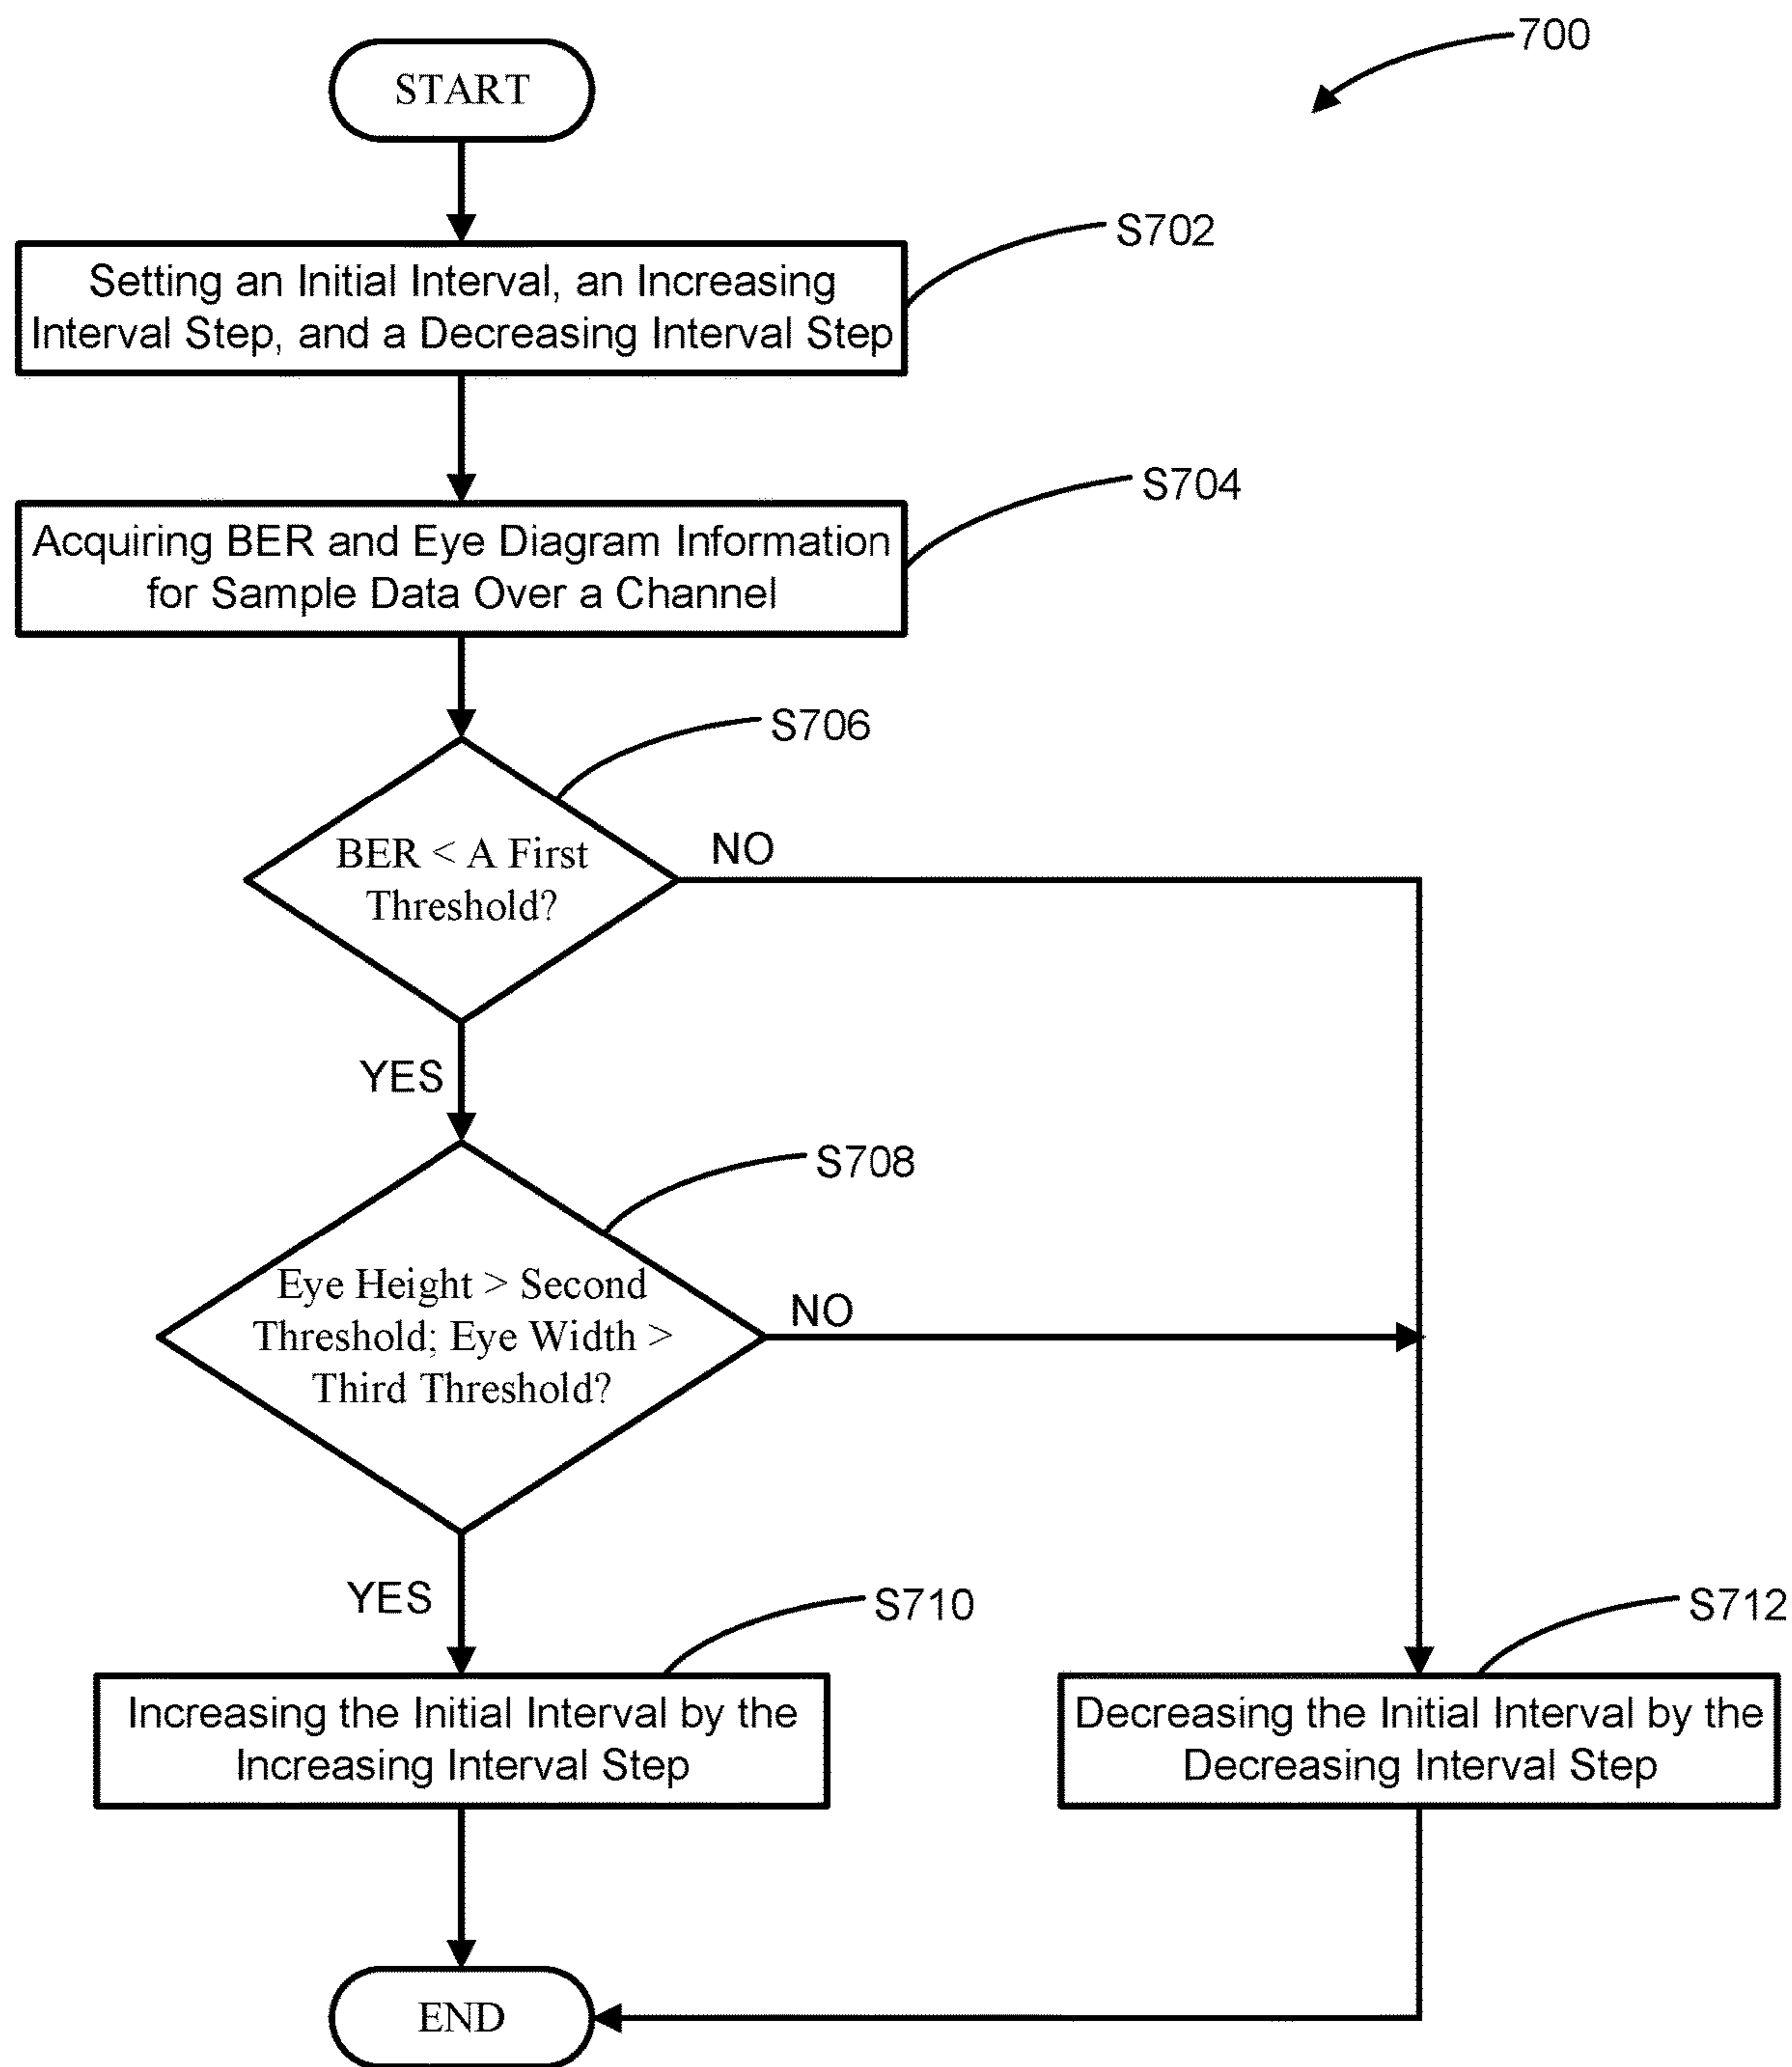 700
START
S702
Setting an Initial Interval, an Increasing
Interval Step, and a Decreasing Interval Step
S704
Acquiring BER and Eye Diagram Information
for Sample Data Over a Channel
S706
BER < A First
Threshold?
NO
YES
S708
Eye Height > Second
Threshold; Eye Width >
Third Threshold?
NO
YES
S710
S712
Increasing the Initial Interval by the
Increasing Interval Step
Decreasing the Initial Interval by the
Decreasing Interval Step
END